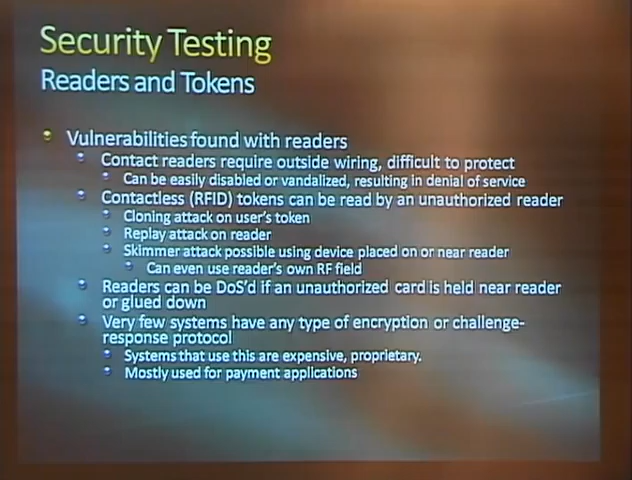 Security Testing
Readers and Tokens
Vulnerabilities found with readers
Contact readers require outside wiring, difficult to protect
Can be easily disabled or vandalized, resulting in denial of service
Contactless (RFID) tokens can be read by an unauthorized reader
Cloning attack on user's token
Replay attack on reader
Skimmer attack possible using device placed on or near reader
Can even use reader's own RF field
Readers can be DoS'd if an unauthorized card is held near reader
or glued down
Very few systems have any type of encryption or challenge-
response protocol
Systems that use this are expensive, proprietary.
Mostly used for payment applications